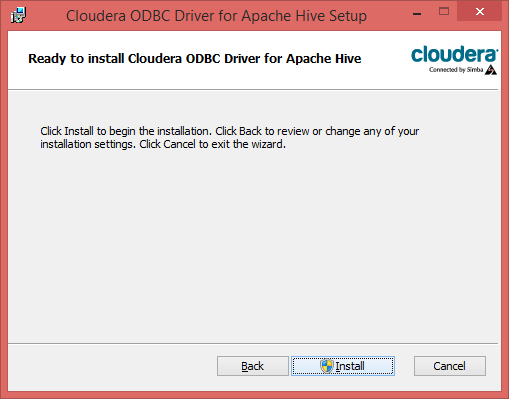 Cloudera ODBC Driver for Apache Hive Setup
Ready to install Cloudera ODBC Driver for Apache Hive
cloudera
Connected by Simba
Click Install to begin the installation. Click Back to review or change any of your
installation settings. Click Cancel to exit the wizard.
Back
Install
Cancel